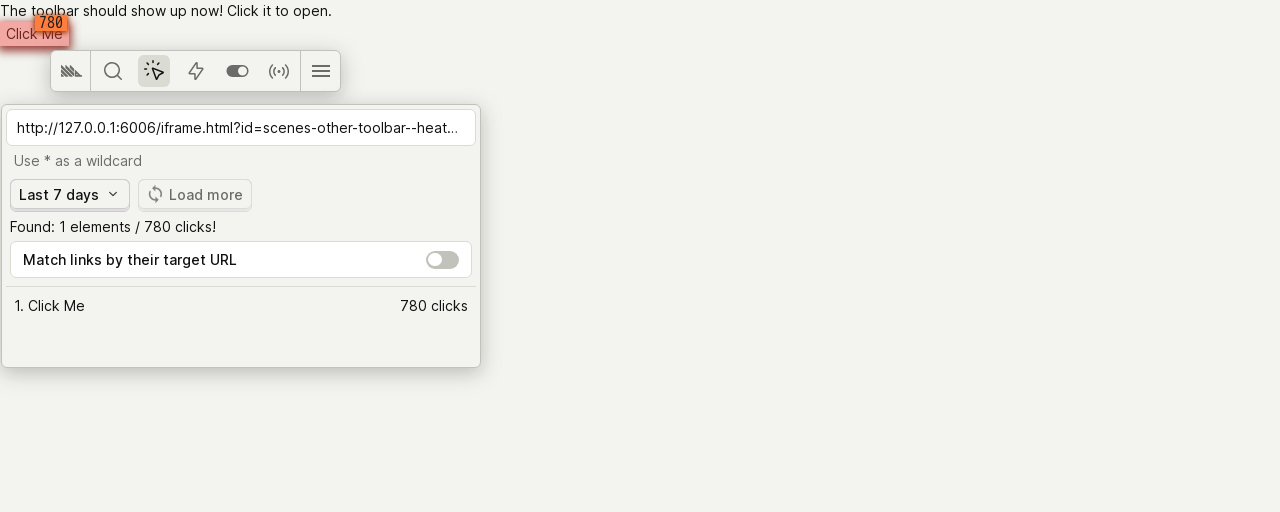 The toolbar should show up now! Click it to open.
780
Click Me
http://127.0.0.1:6006/iframe.html?id=scenes-other-toolbar--heat...
Use * as a wildcard
Last 7 days
Load more
Found: 1 elements / 780 clicks!
Match links by their target URL
1. Click Me 780 clicks